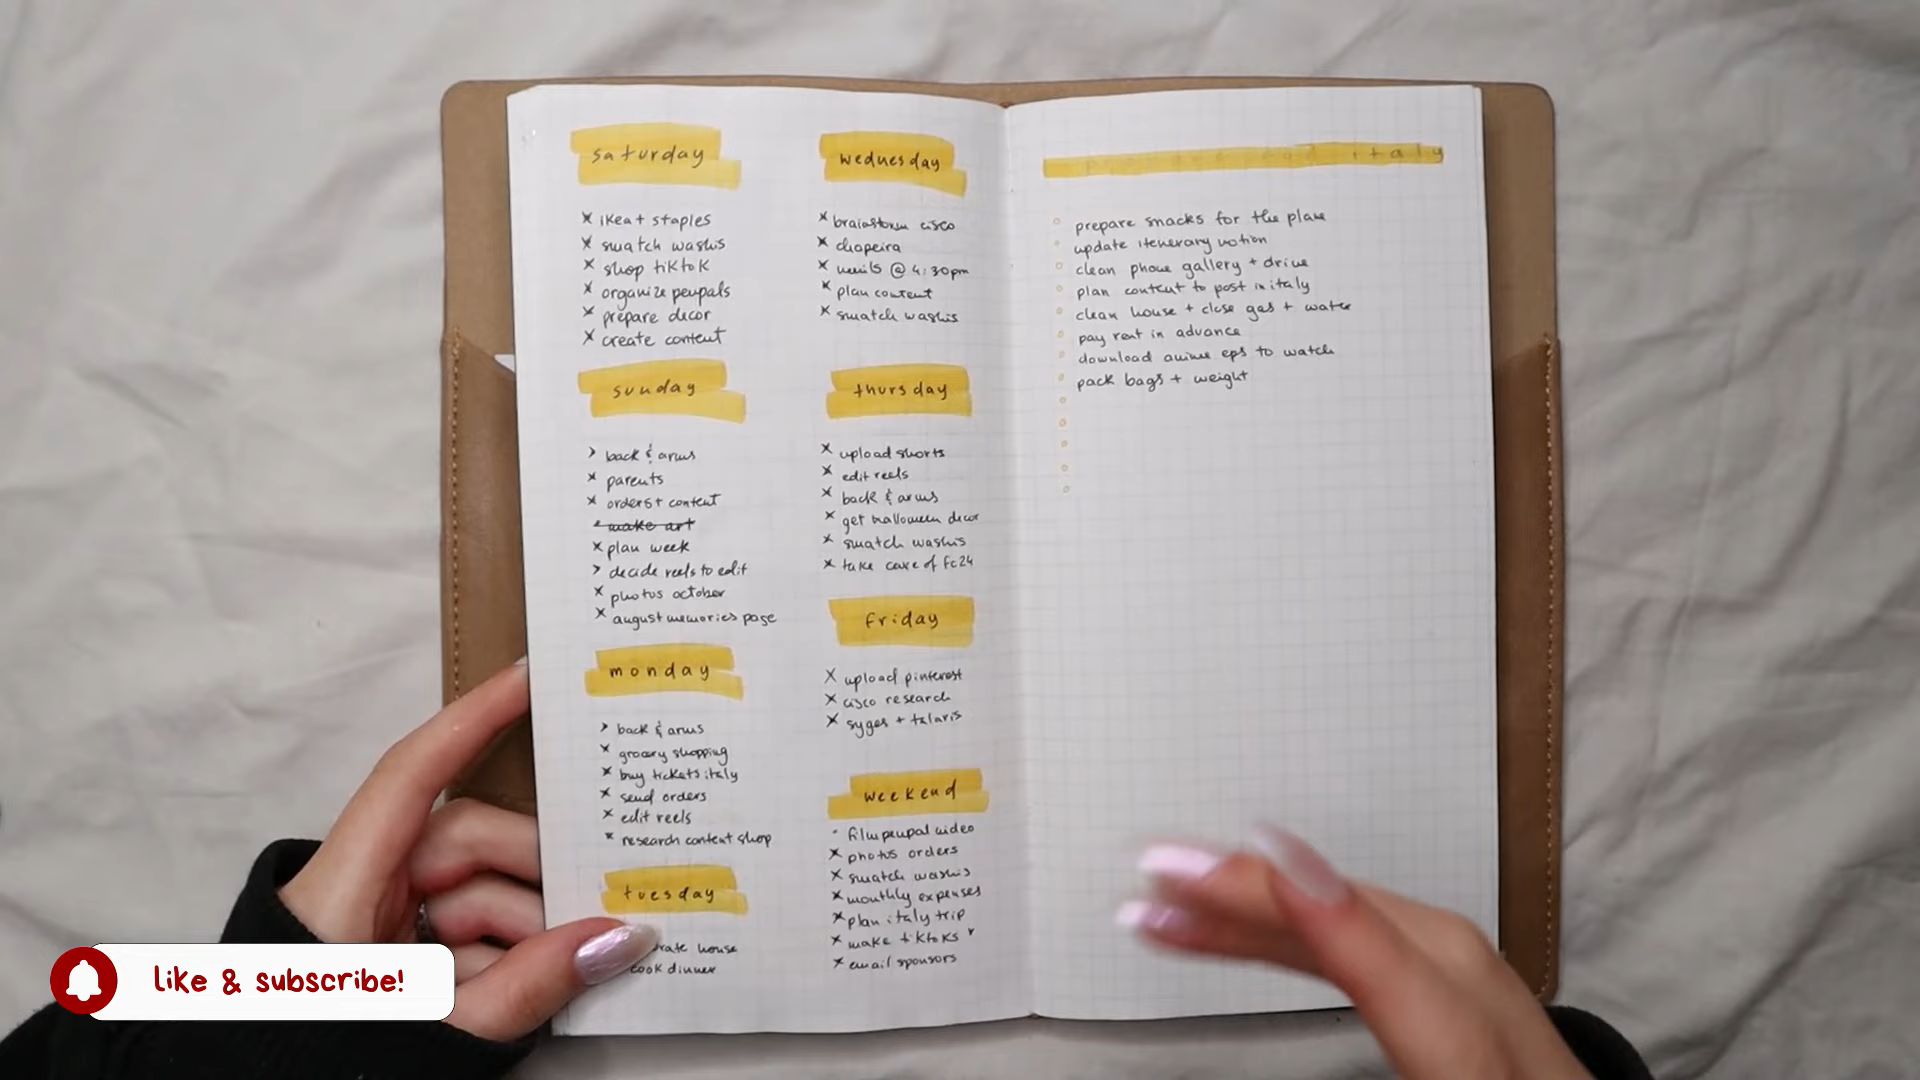 saturday
x ikea + staples
x swatch washis
x shop tiktok
x organize penpals
x prepare decor
x create content
sunday
> back & arms
x parents
x orders + content
make art
x plan week
> decide reels to edit
x photos october
x august memories page
monday
> back & arms
x grocery shopping
x buy tickets italy
x send orders
x edit reels
x research content shop
tuesday
house
cook dinner
wednesday
x brainstorm cisco
x diapeira
x nails @ 4:30pm
x plan content
x swatch washis
thursday
x upload shorts
x edit reels
x back & arms
x get halloween decor
x swatch washis
x take care of fc24
friday
x upload pinterest
x cisco research
x syges + talaris
weekend
• film penpal video
x photos orders
x swatch washis
x monthly expenses
x plan italy trip
x make tiktoks
x email sponsors
italy
prepare snacks for the plane
update itenerary notion
clean phone gallery + drive
plan content to post in italy
clean house + close gas + water
pay rent in advance
download anime eps to watch
pack bags + weight
like & subscribe!